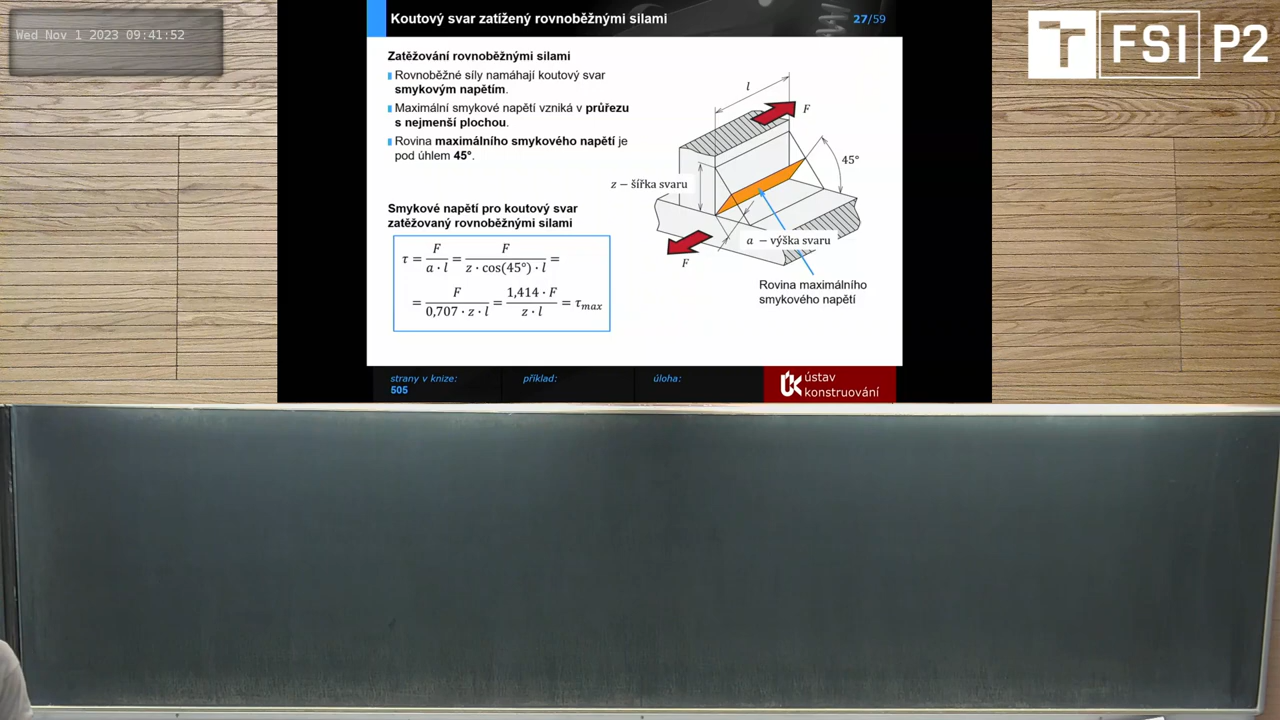 Wed Nov 1 2023 09:41:52
FSI P2
Koutový svar zatížený rovnoběžnými silami
27/59
Zatěžování rovnoběžnými silami
Rovnoběžné síly namáhají koutový svar
smykovým napětím.
Maximální smykové napětí vzniká v průřezu
s nejmenší plochou.
Rovina maximálního smykového napětí je
pod úhlem 45°.
Smykové napětí pro koutový svar
zatěžovaný rovnoběžnými silami
τ = F / (a · l) = F / (z · cos(45°) · l) =
= F / (0,707 · z · l) = (1,414 · F) / (z · l) = τmax
l
F
45°
z − šířka svaru
a − výška svaru
F
Rovina maximálního
smykového napětí
strany v knize:
505
příklad:
úloha:
ústav
konstruování